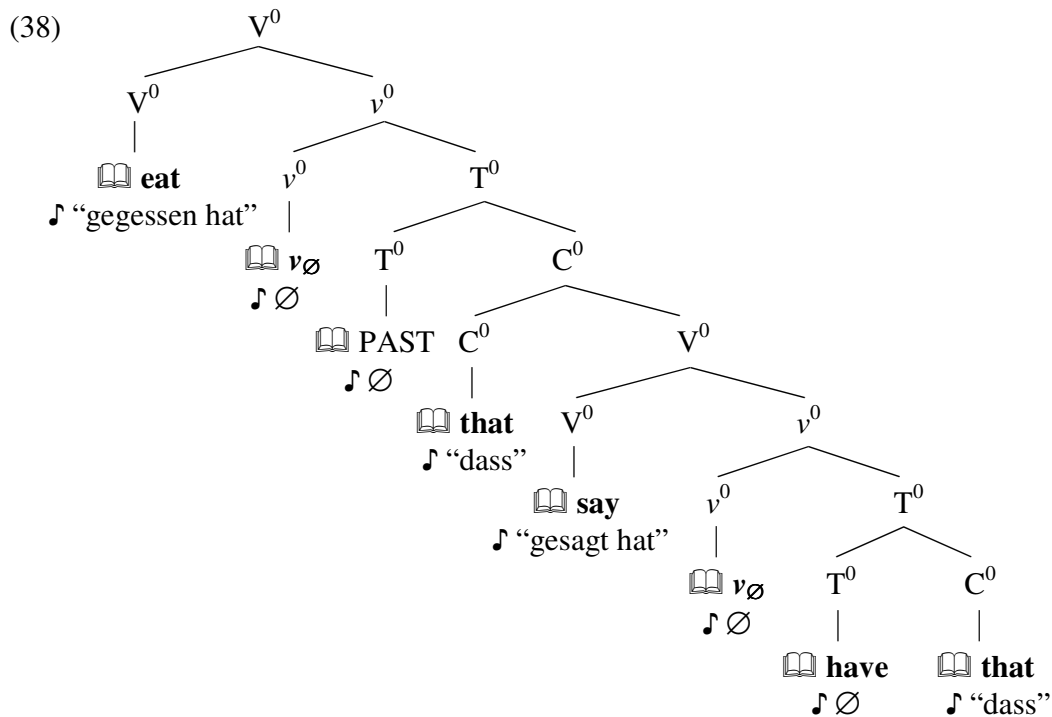 (38)
V⁰
V⁰ v⁰
📖 eat v⁰ T⁰
♪ “gegessen hat”
📖 v∅ T⁰ C⁰
♪ ∅
📖 PAST C⁰ V⁰
♪ ∅
📖 that V⁰ v⁰
♪ “dass”
📖 say v⁰ T⁰
♪ “gesagt hat”
📖 v∅ T⁰ C⁰
♪ ∅
📖 have 📖 that
♪ ∅ ♪ “dass”